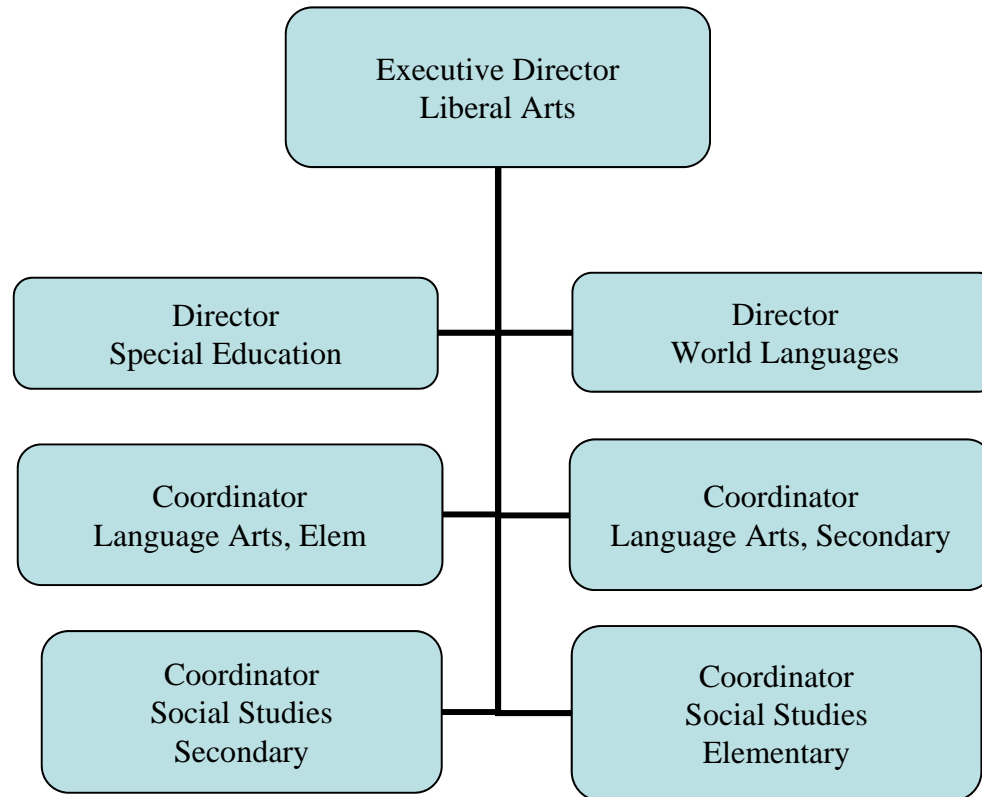 Executive Director
Liberal Arts
Director
Special Education
Director
World Languages
Coordinator
Language Arts, Elem
Coordinator
Language Arts, Secondary
Coordinator
Social Studies
Secondary
Coordinator
Social Studies
Elementary